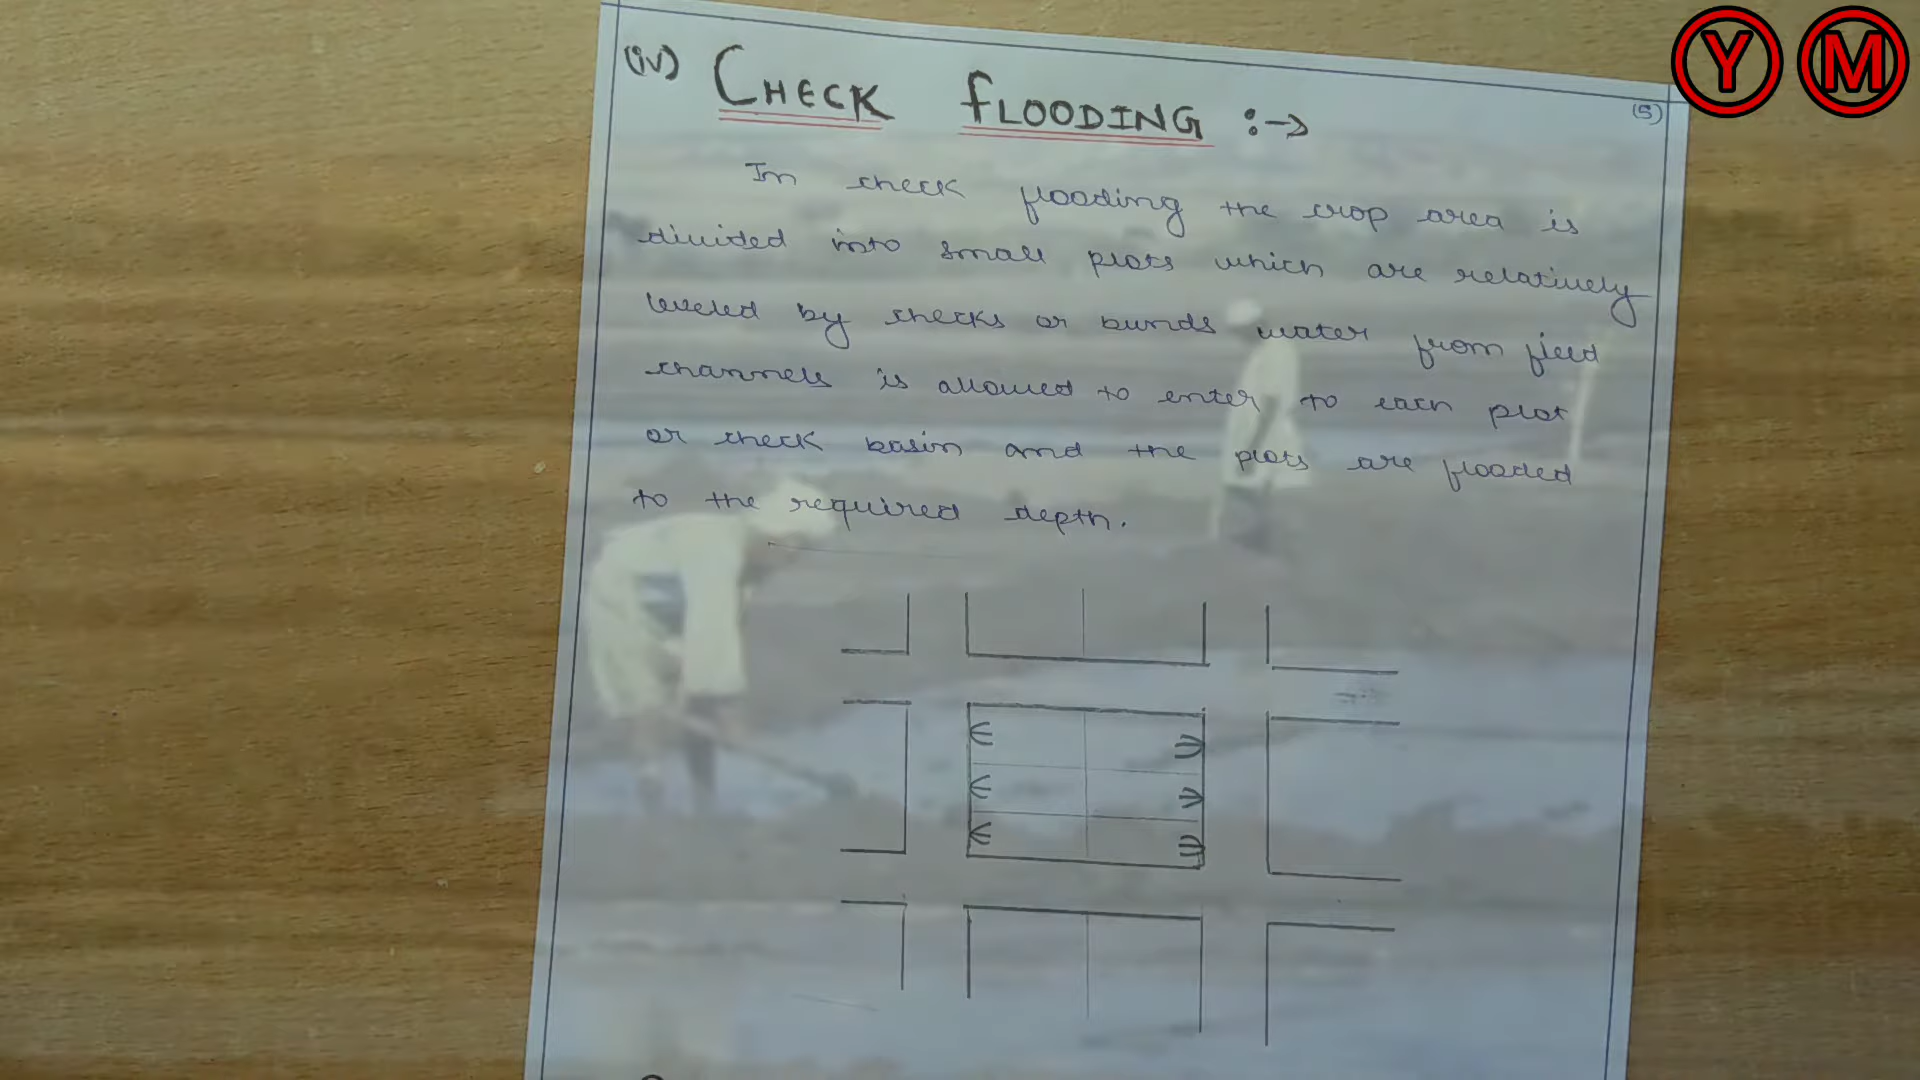 Y M
(5)
(iv) CHECK FLOODING :→
In check flooding the crop area is
divided into small plots which are relatively
leveled by checks or bunds water from field
channels is allowed to enter to each plot
or check basin and the plots are flooded
to the required depth.